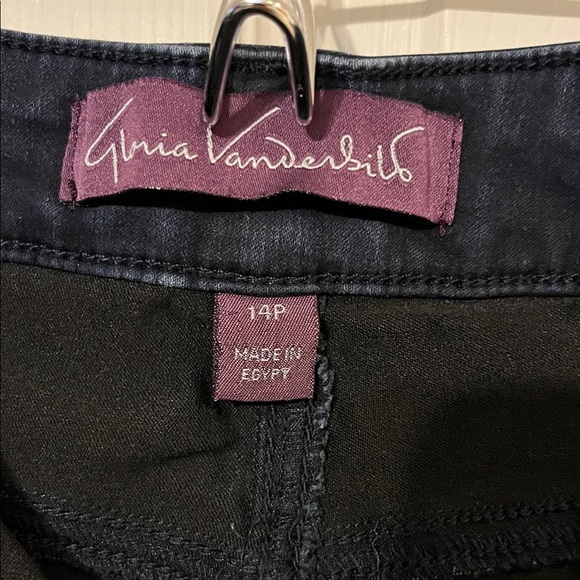 Gloria Vanderbilt
14P
MADE IN
EGYPT